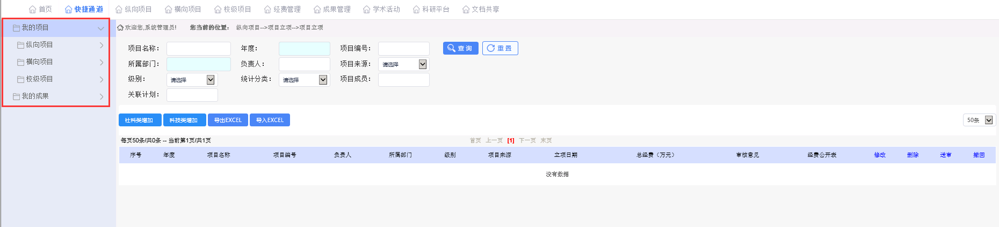 首页 快捷通道 纵向项目 横向项目 校级项目 经费管理 成果管理 学术活动 科研平台 文档共享
我的项目
纵向项目
横向项目
校级项目
我的成果
欢迎您,系统管理员! 您当前的位置： 纵向项目-->项目立项-->项目立项
项目名称： 年度： 项目编号： 查询 重置
所属部门： 负责人： 项目来源： 请选择
级别： 请选择 统计分类： 请选择 项目成员：
关联计划：
社科类增加 科技类增加 导出EXCEL 导入EXCEL 50条
每页50条/共0条 -- 当前第1页/共1页 首页 上一页 [1] 下一页 末页
序号 年度 项目名称 项目编号 负责人 所属部门 级别 项目来源 立项日期 总经费（万元） 审核意见 经费公开表 修改 删除 送审 撤回
没有数据